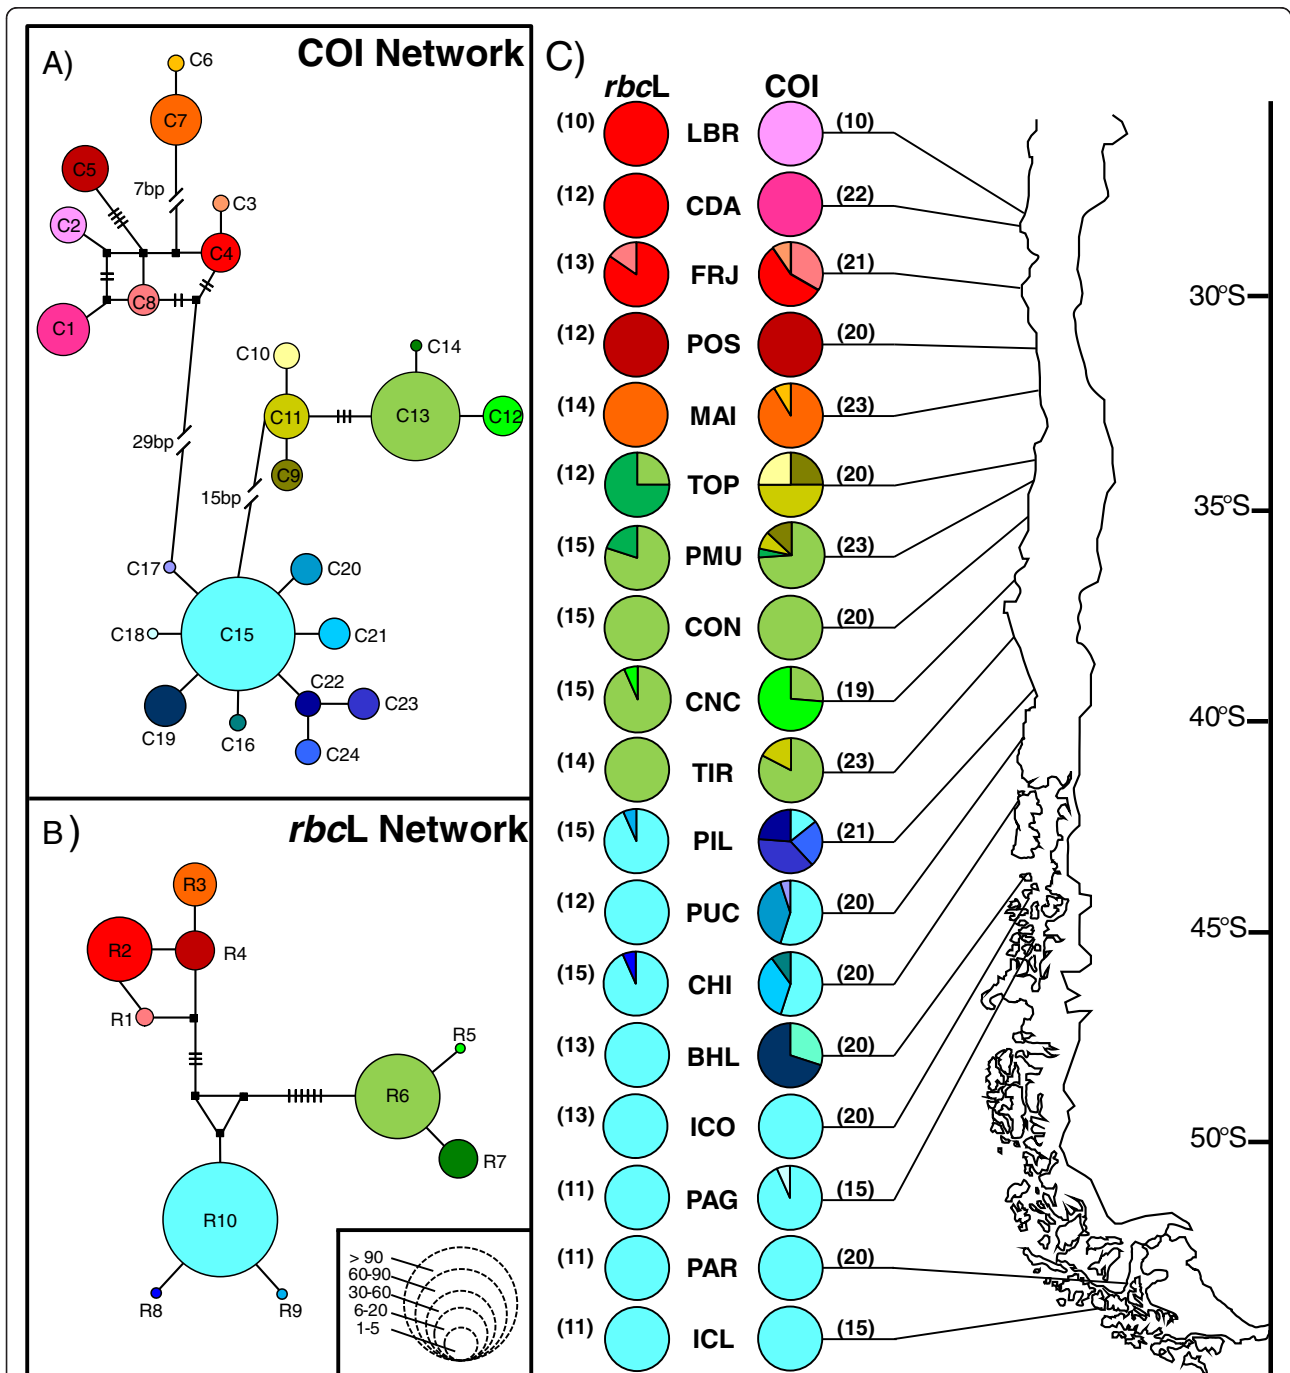 A)
COI Network
C6
C7
C5
7bp
C3
C2
C4
C8
C1
C10
C14
C11
C13
C12
29bp
C9
15bp
C17
C20
C18
C15
C21
C22
C23
C19
C16
C24
B)
rbcL Network
R3
R2
R4
R1
R5
R6
R7
R10
R8
R9
> 90
60-90
30-60
6-20
1-5
C)
rbcL COI
(10) LBR (10)
(12) CDA (22)
(13) FRJ (21)
30ºS
(12) POS (20)
(14) MAI (23)
(12) TOP (20)
35ºS
(15) PMU (23)
(15) CON (20)
(15) CNC (19)
40ºS
(14) TIR (23)
(15) PIL (21)
(12) PUC (20)
45ºS
(15) CHI (20)
(13) BHL (20)
(13) ICO (20)
50ºS
(11) PAG (15)
(11) PAR (20)
(11) ICL (15)